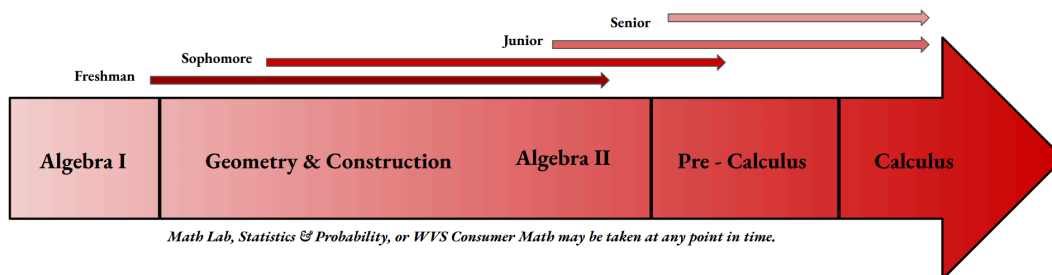 Senior
Junior
Sophomore
Freshman
Algebra I
Geometry & Construction
Algebra II
Pre - Calculus
Calculus
Math Lab, Statistics & Probability, or WVS Consumer Math may be taken at any point in time.